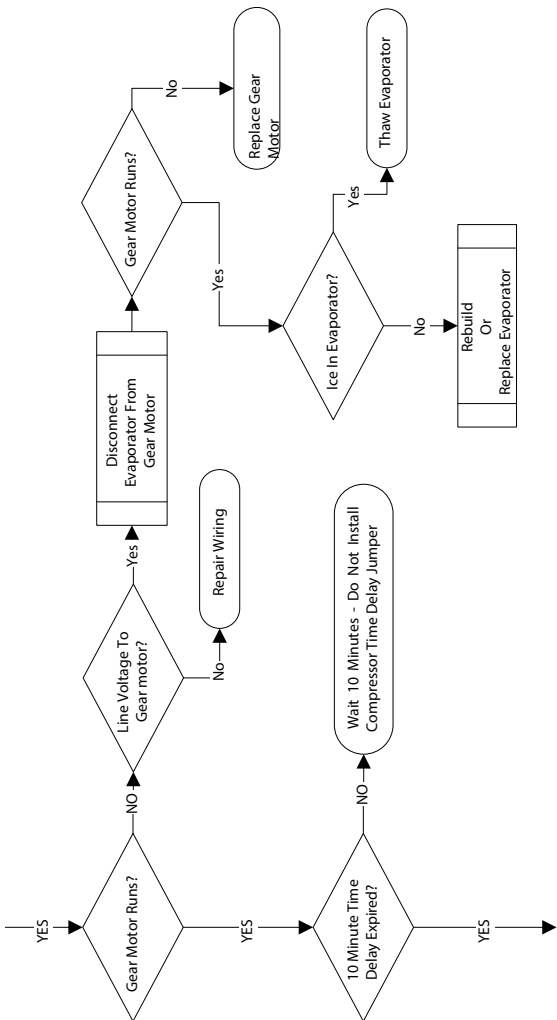 YES
Gear Motor Runs?
NO
Line Voltage To
Gear motor?
Yes
Disconnect
Evaporator From
Gear Motor
Gear Motor Runs?
No
Replace Gear
Motor
No
Repair Wiring
Yes
Ice In Evaporator?
Yes
Thaw Evaporator
No
Rebuild
Or
Replace Evaporator
YES
10 Minute Time
Delay Expired?
NO
Wait 10 Minutes - Do Not Install
Compressor Time Delay Jumper
YES